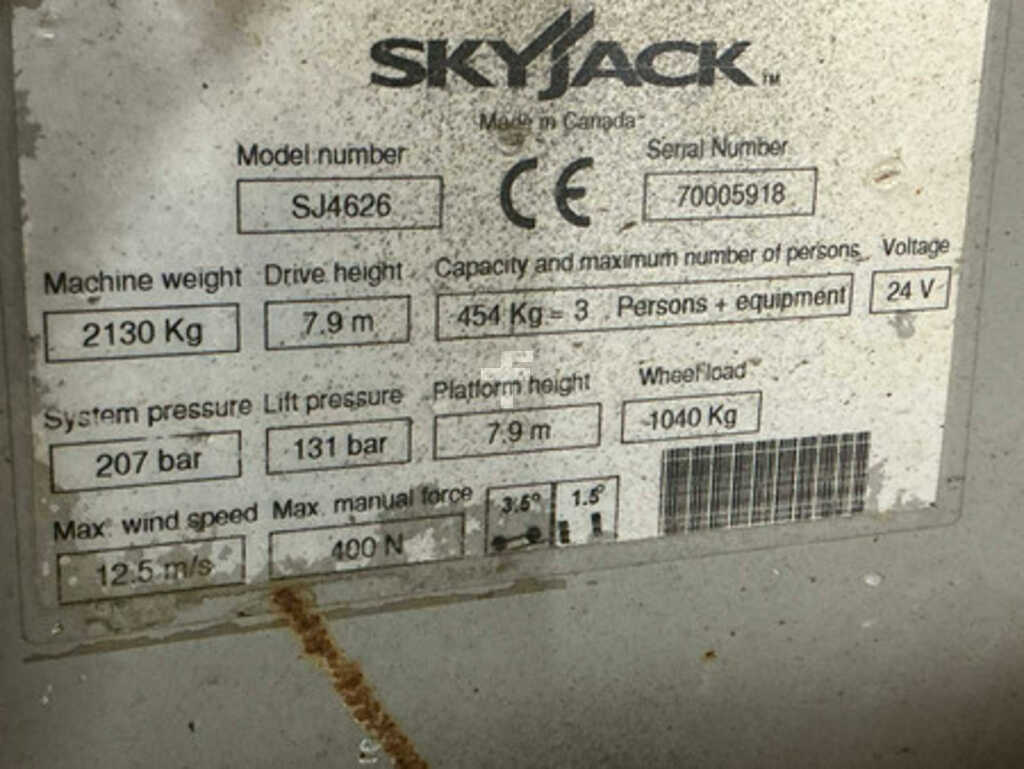 SKYJACK™
Made in Canada
Model number Serial Number
SJ4626 CE 70005918
Machine weight Drive height Capacity and maximum number of persons Voltage
2130 Kg 7.9 m 454 Kg = 3 Persons + equipment 24 V
System pressure Lift pressure Platform height Wheel load
207 bar 131 bar 7.9 m 1040 Kg
Max. wind speed Max. manual force 3.5° 1.5°
12.5 m/s 400 N